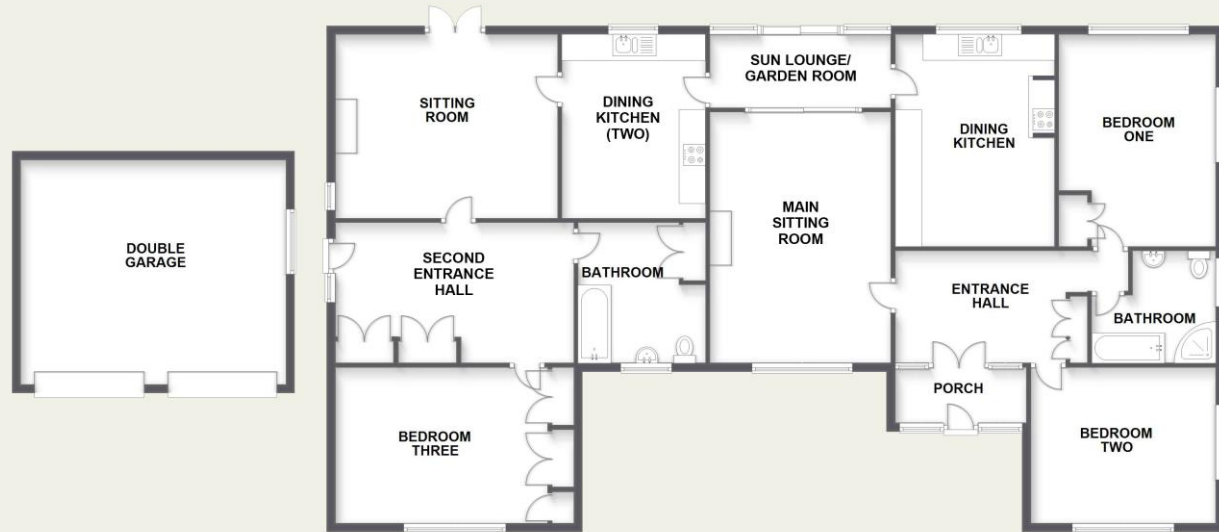 DOUBLE
GARAGE
SITTING
ROOM
DINING
KITCHEN
(TWO)
SUN LOUNGE/
GARDEN ROOM
DINING
KITCHEN
BEDROOM
ONE
MAIN
SITTING
ROOM
SECOND
ENTRANCE
HALL
BATHROOM
ENTRANCE
HALL
BATHROOM
PORCH
BEDROOM
THREE
BEDROOM
TWO